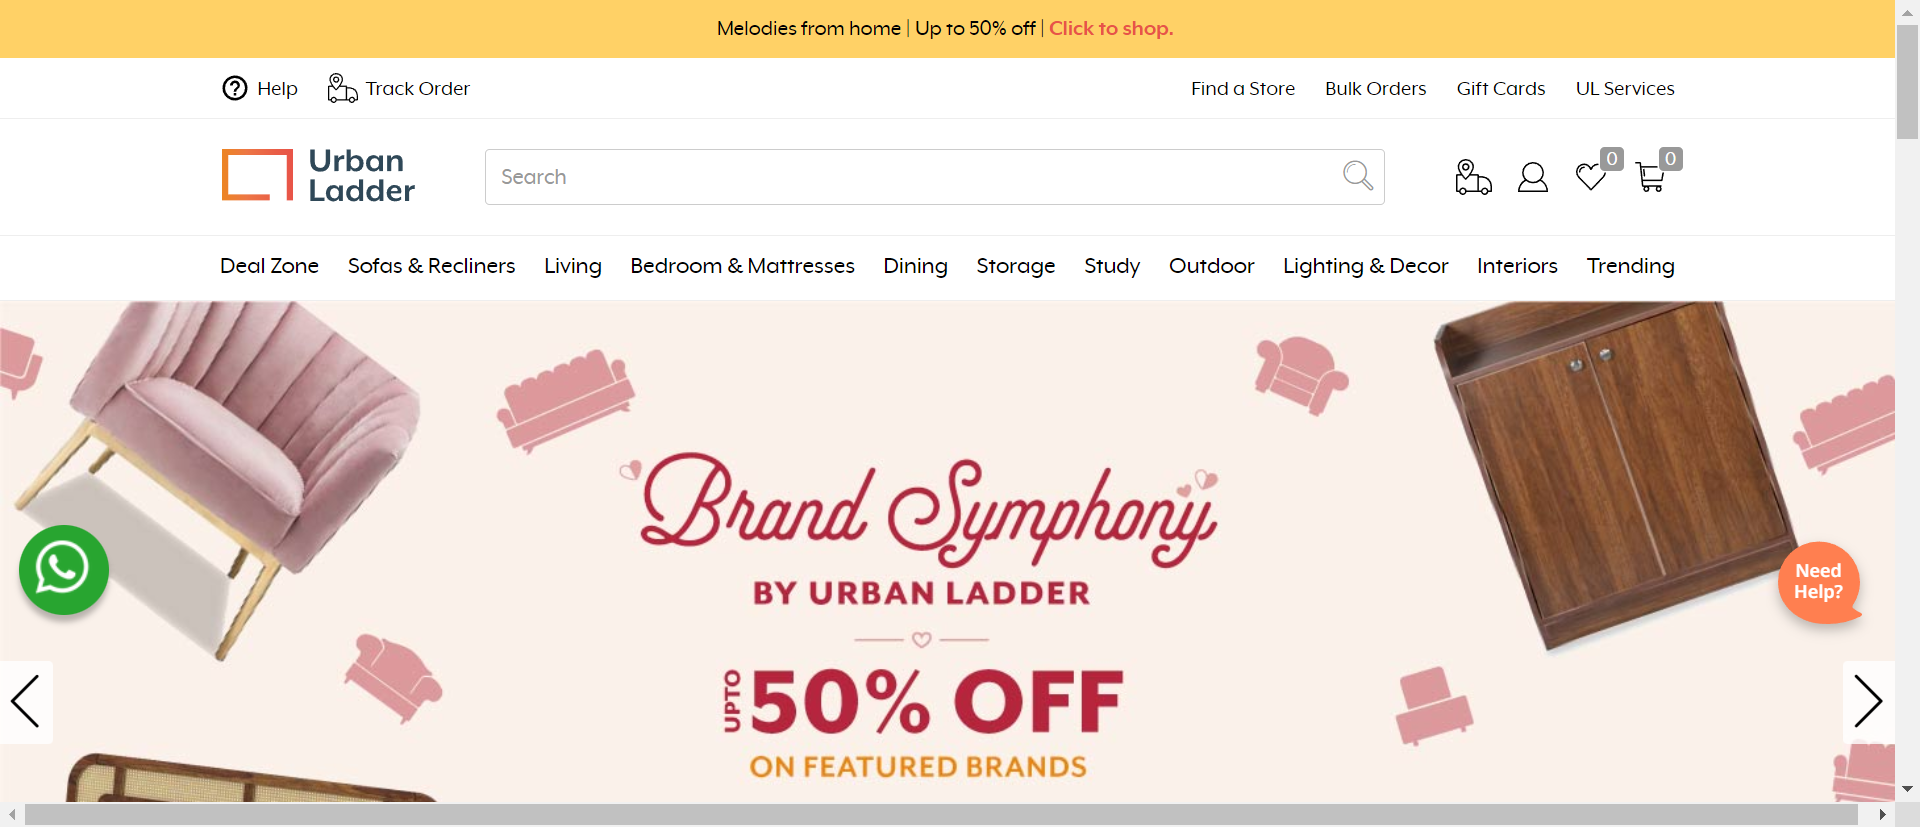 Melodies from home | Up to 50% off | Click to shop.
Help
Track Order
Find a Store
Bulk Orders
Gift Cards
UL Services
Urban
Ladder
Search
0
0
Deal Zone
Sofas & Recliners
Living
Bedroom & Mattresses
Dining
Storage
Study
Outdoor
Lighting & Decor
Interiors
Trending
Brand Symphony
BY URBAN LADDER
UPTO
50% OFF
ON FEATURED BRANDS
Need
Help?